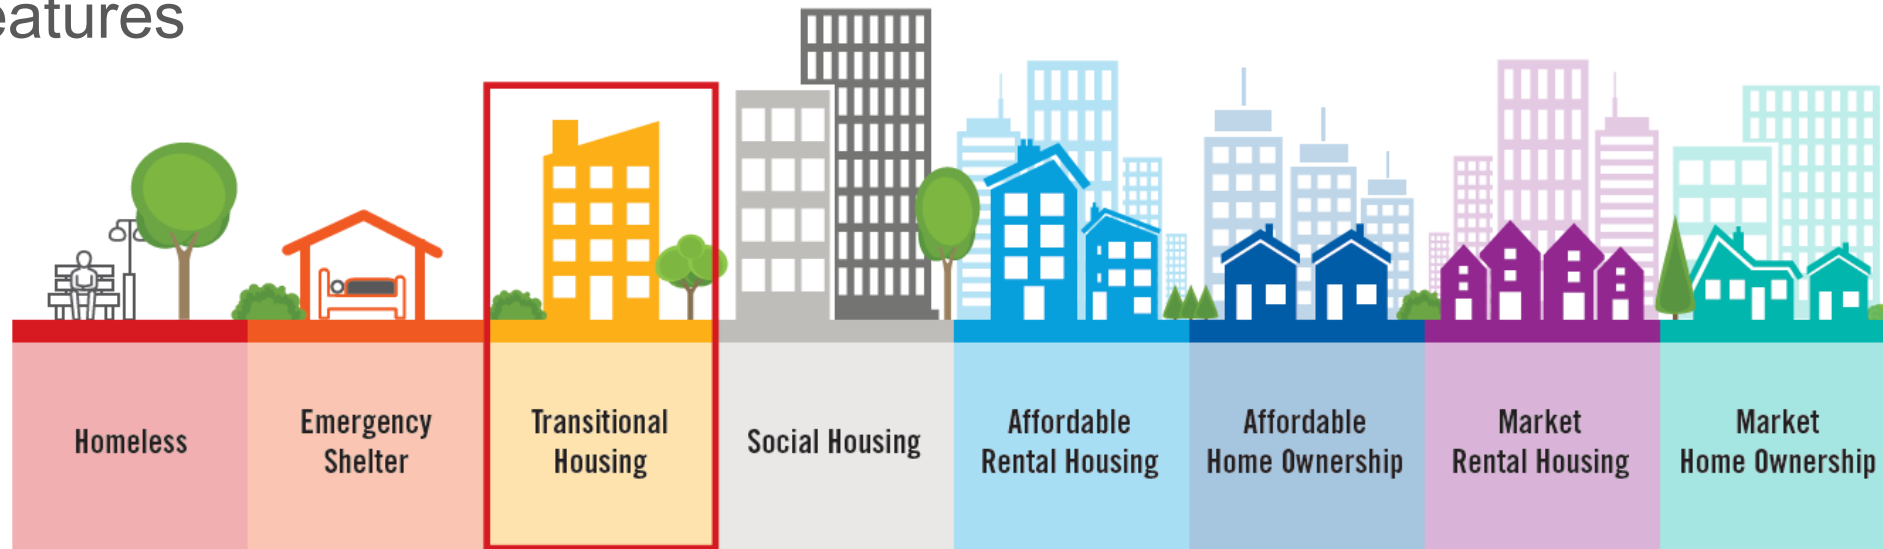 eatures
Homeless
Emergency
Shelter
Transitional
Housing
Social Housing
Affordable
Rental Housing
Affordable
Home Ownership
Market
Rental Housing
Market
Home Ownership